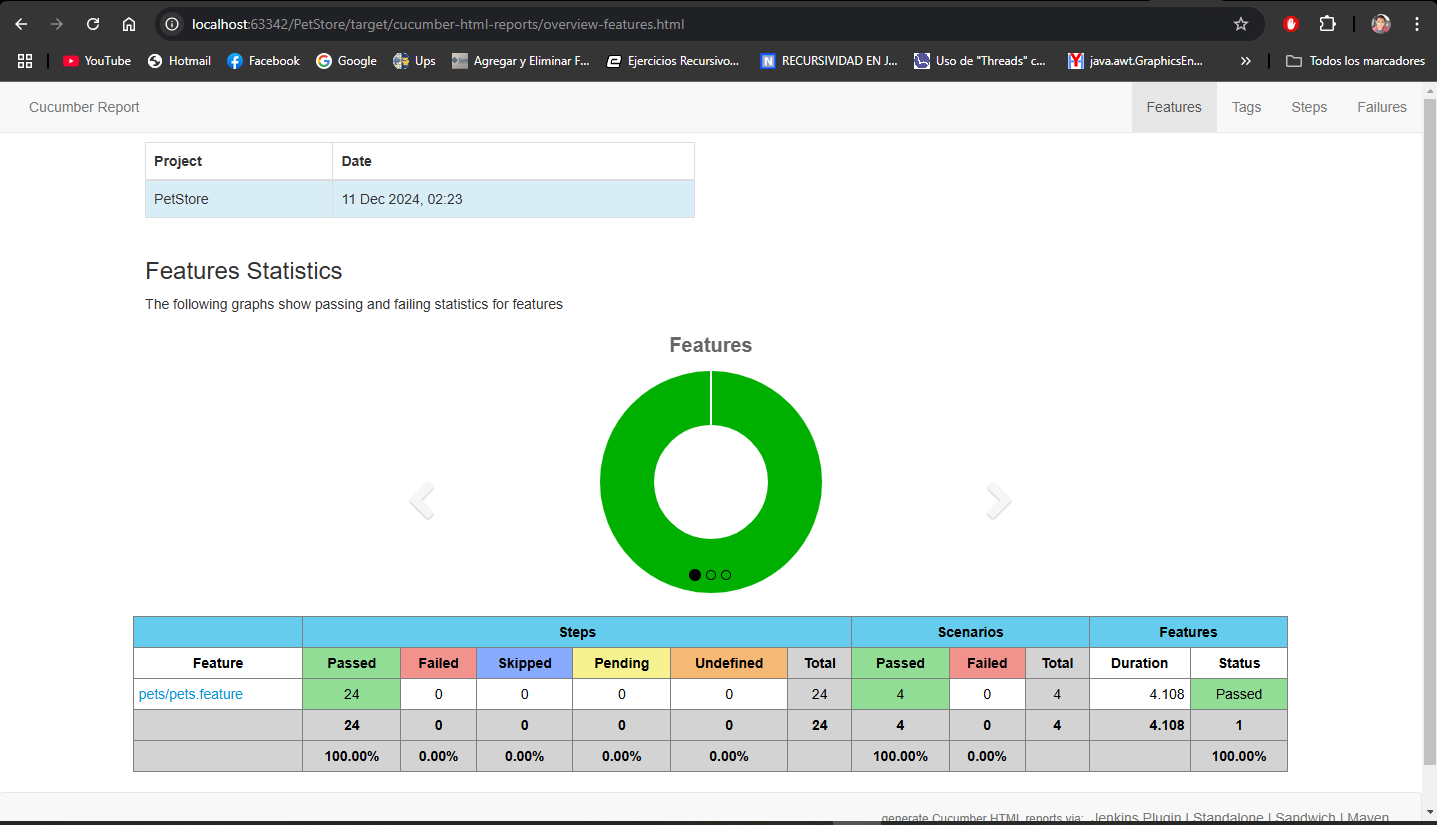 localhost:63342/PetStore/target/cucumber-html-reports/overview-features.html
YouTube Hotmail Facebook Google Ups Agregar y Eliminar F... Ejercicios Recursivo... RECURSIVIDAD EN J... Uso de "Threads" c... java.awt.GraphicsEn... » Todos los marcadores
Cucumber Report Features Tags Steps Failures
Project Date
PetStore 11 Dec 2024, 02:23
Features Statistics
The following graphs show passing and failing statistics for features
Features
Steps Scenarios Features
Feature Passed Failed Skipped Pending Undefined Total Passed Failed Total Duration Status
pets/pets.feature 24 0 0 0 0 24 4 0 4 4.108 Passed
24 0 0 0 0 24 4 0 4 4.108 1
100.00% 0.00% 0.00% 0.00% 0.00% 100.00% 0.00% 100.00%
generate Cucumber HTML reports via: Jenkins Plugin | Standalone | Sandwich | Maven